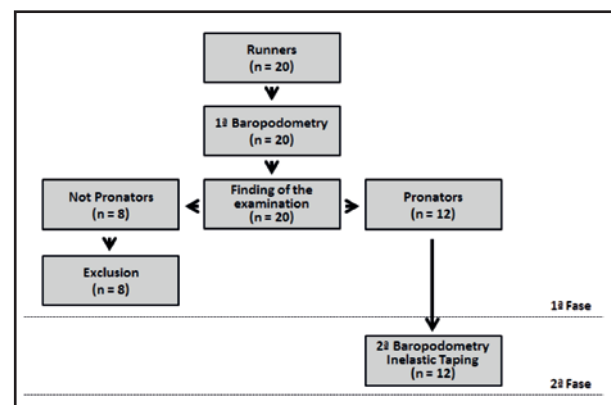 Runners
(n = 20)
1ª Baropodometry
(n = 20)
Not Pronators
(n = 8)
Finding of the
examination
(n = 20)
Pronators
(n = 12)
Exclusion
(n = 8)
1ª Fase
2ª Baropodometry
Inelastic Taping
(n = 12)
2ª Fase